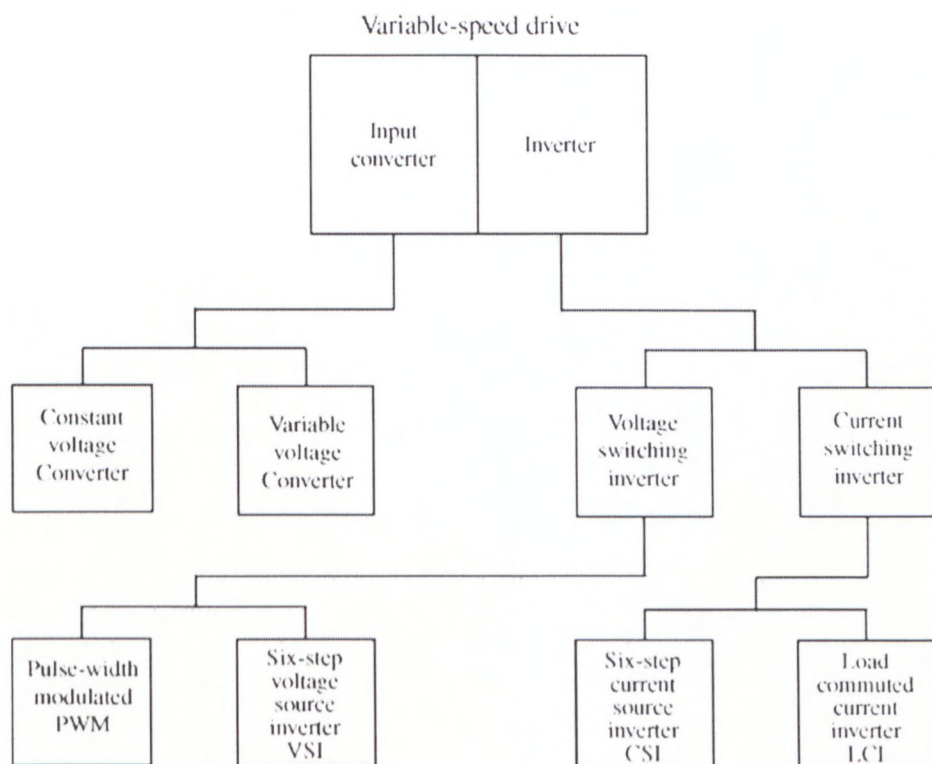 Variable-speed drive
Input
converter
Inverter
Constant
voltage
Converter
Variable
voltage
Converter
Voltage
switching
inverter
Current
switching
inverter
Pulse-width
modulated
PWM
Six-step
voltage
source
inverter
VSI
Six-step
current
source
inverter
CSI
Load
commuted
current
inverter
LCI